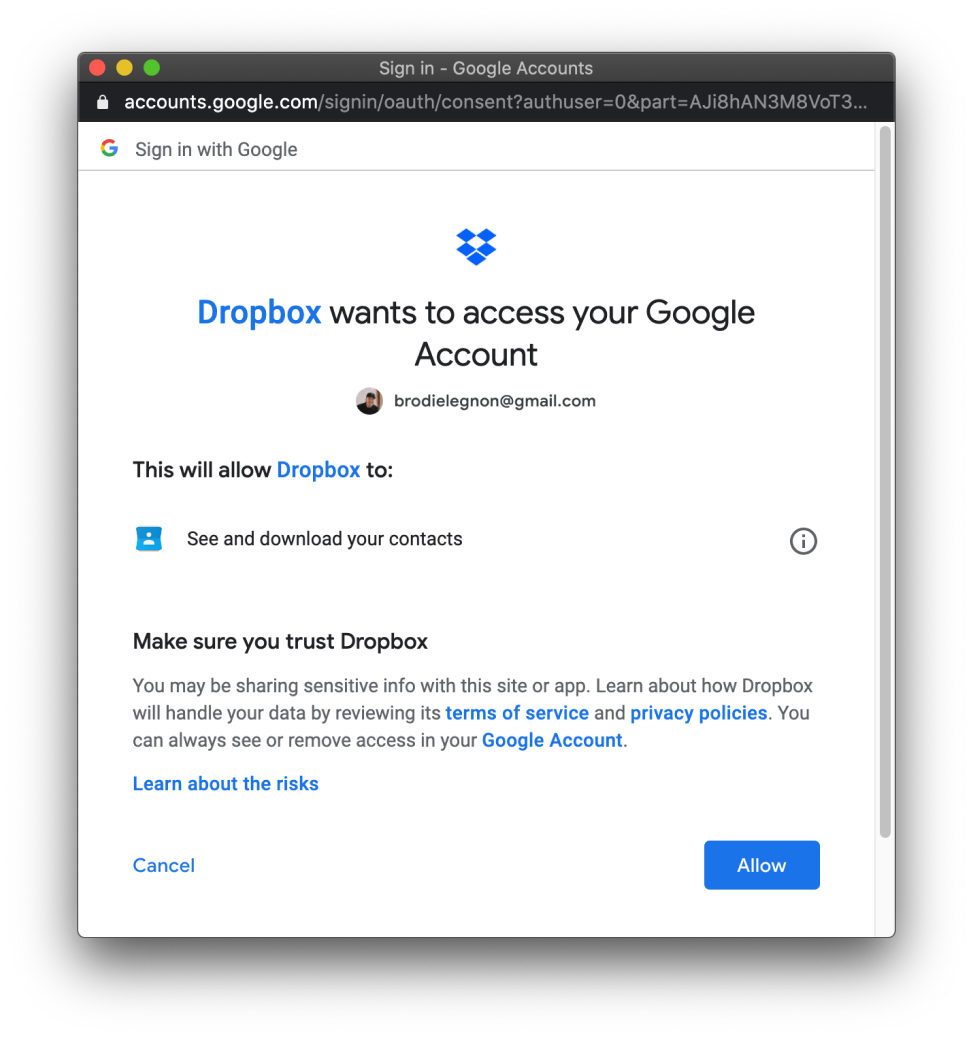 Sign in - Google Accounts
accounts.google.com/signin/oauth/consent?authuser=0&part=AJi8hAN3M8VoT3...
Sign in with Google
Dropbox wants to access your Google
Account
brodielegnon@gmail.com
This will allow Dropbox to:
See and download your contacts
Make sure you trust Dropbox
You may be sharing sensitive info with this site or app. Learn about how Dropbox
will handle your data by reviewing its terms of service and privacy policies. You
can always see or remove access in your Google Account.
Learn about the risks
Cancel
Allow